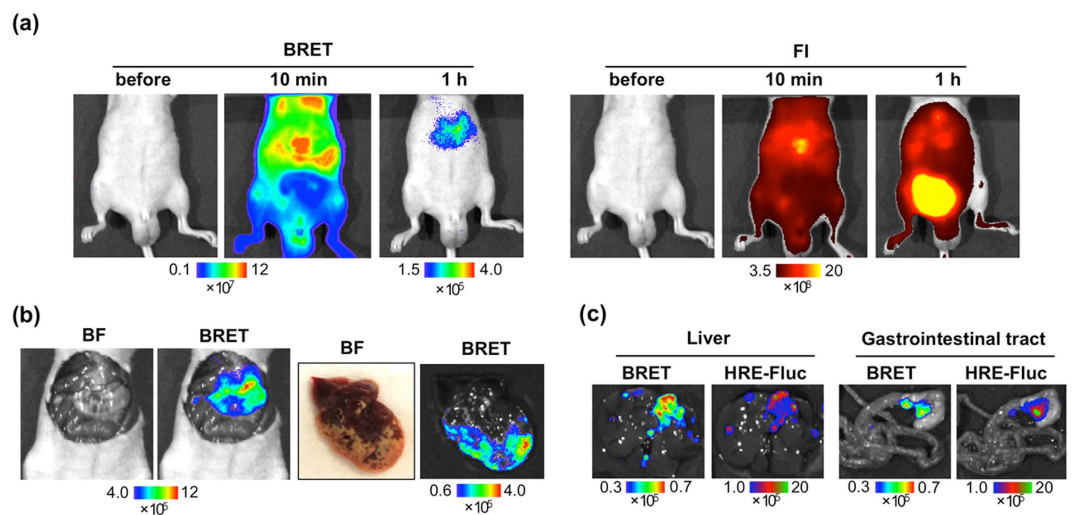 (a)
BRET
FI
before 10 min 1 h
before 10 min 1 h
0.1 12
×10⁷
1.5 4.0
×10⁵
3.5 20
×10⁸
(b)
(c)
BF BRET
BF BRET
Liver
Gastrointestinal tract
BRET HRE-Fluc
BRET HRE-Fluc
4.0 12
×10⁵
0.6 4.0
×10⁵
0.3 0.7
×10⁵
1.0 20
×10⁵
0.3 0.7
×10⁵
1.0 20
×10⁵